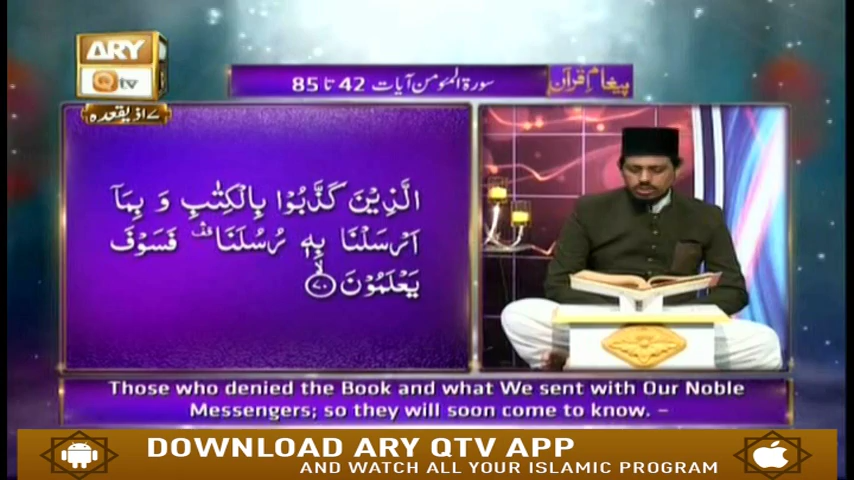 ARY
Qtv
۷ ذیقعدہ
سورۃ المؤمن آیات 42 تا 85
پیغامِ قرآن
الَّذِیْنَ كَذَّبُوْا بِالْكِتٰبِ وَ بِمَاۤ
اَرْسَلْنَا بِهٖ رُسُلَنَا ۛ۫ فَسَوْفَ
یَعْلَمُوْنَۙ۝۷۰
Those who denied the Book and what We sent with Our Noble
Messengers; so they will soon come to know. –
DOWNLOAD ARY QTV APP
AND WATCH ALL YOUR ISLAMIC PROGRAM